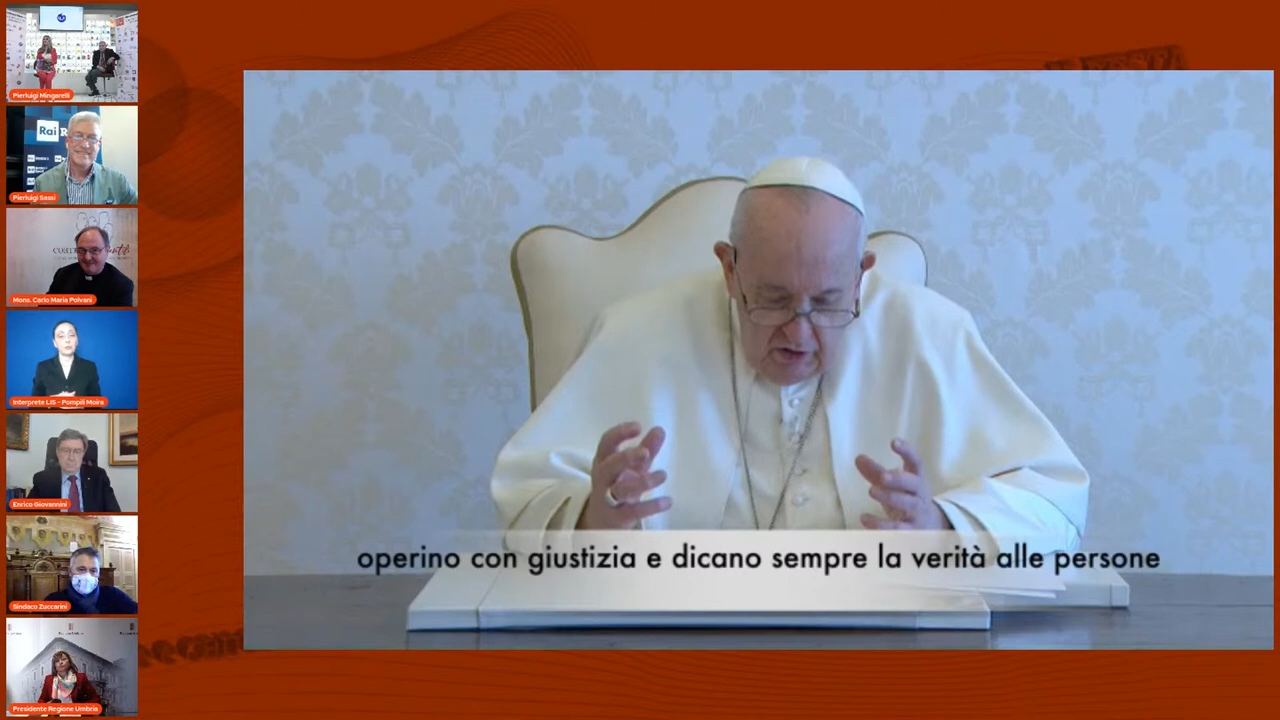 Pierluigi Mingarelli
Rai
Pierluigi Sassi
Mons. Carlo Maria Polvani
Interprete LIS - Pompili Moira
Enrico Giovannini
Sindaco Zuccarini
Presidente Regione Umbria
operino con giustizia e dicano sempre la verità alle persone